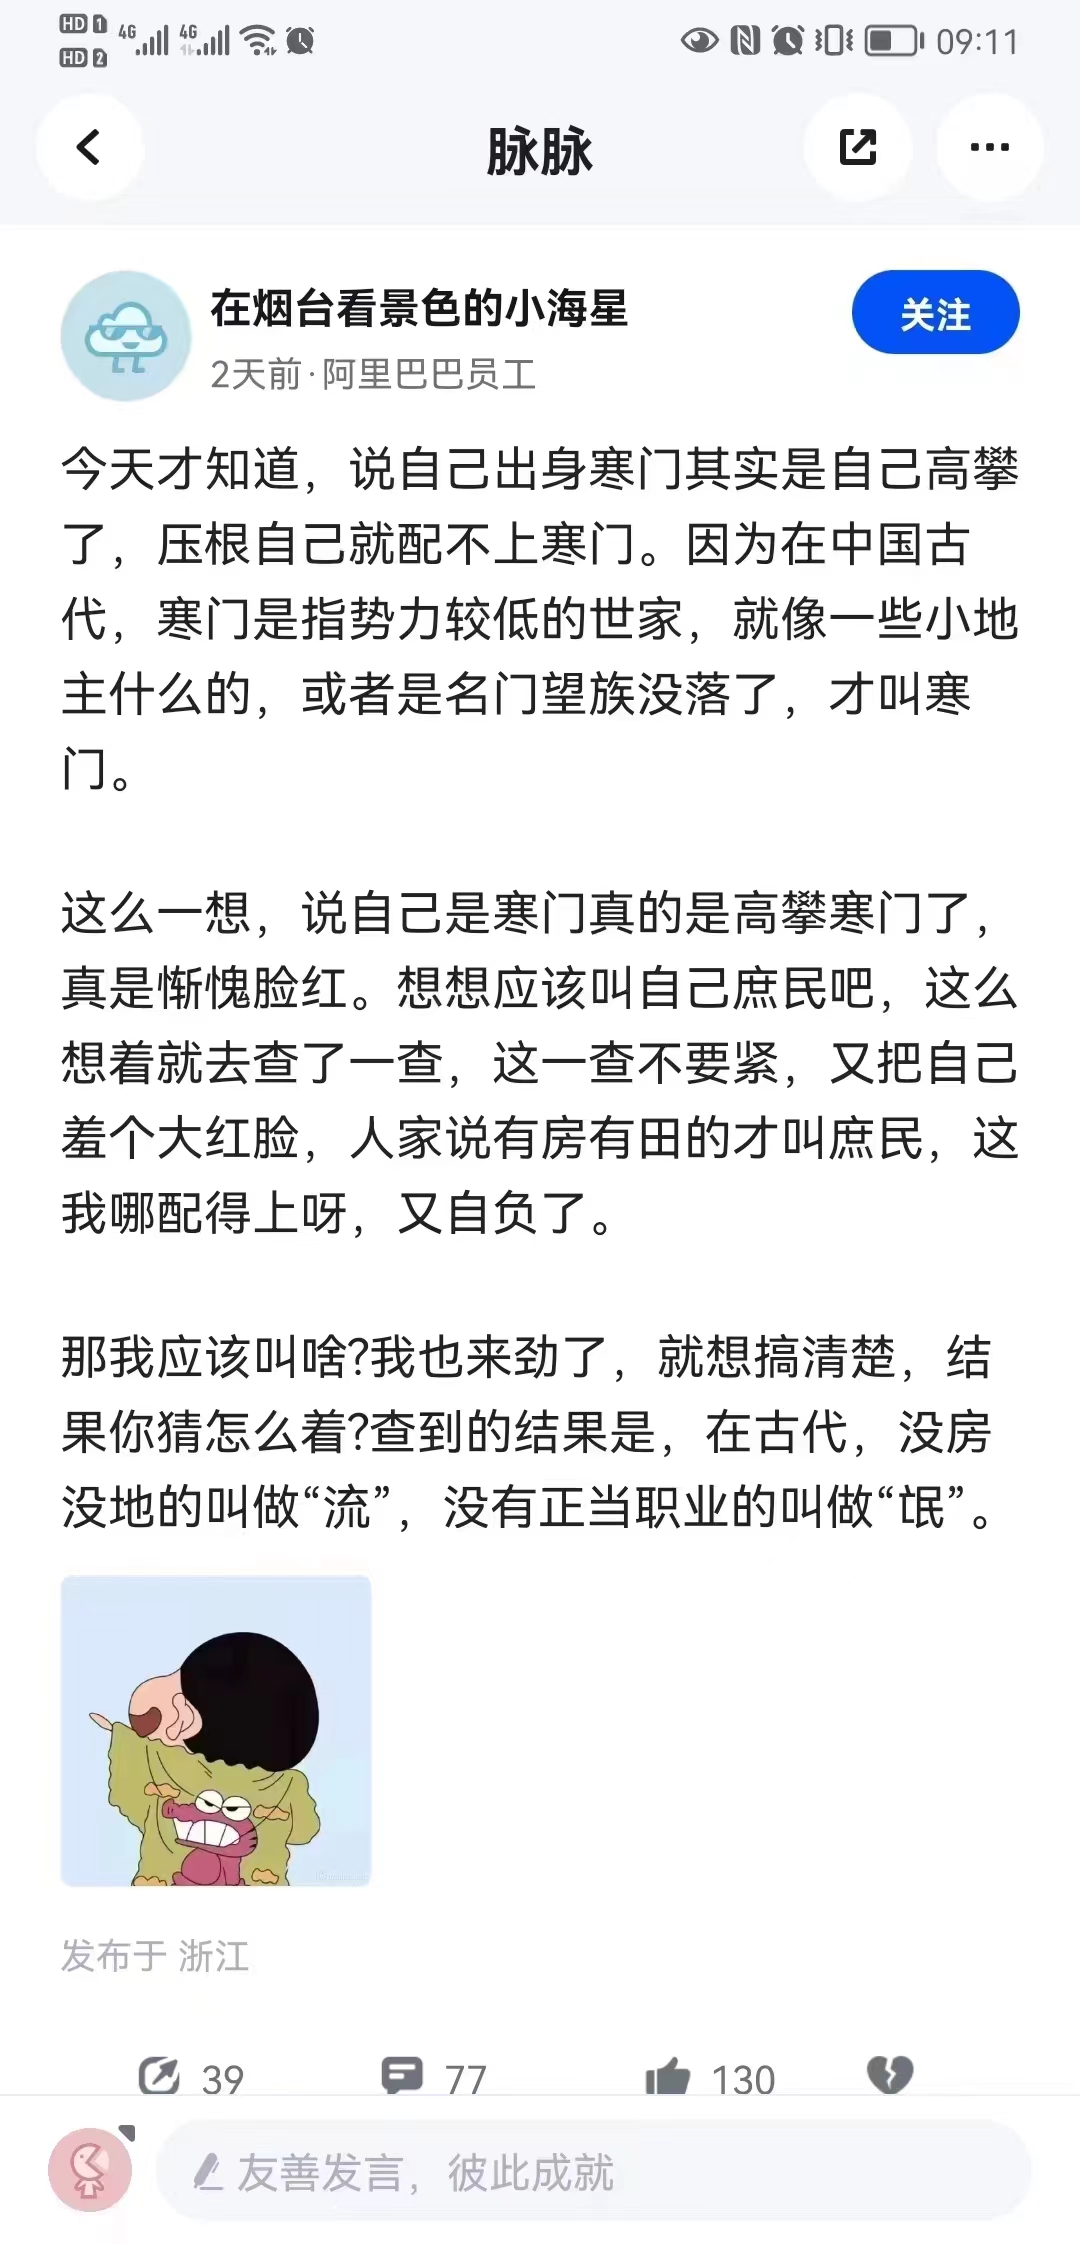 HD 1 4G 4G 09:11
HD 2
脉脉
在烟台看景色的小海星
关注
2天前·阿里巴巴员工
今天才知道，说自己出身寒门其实是自己高攀
了，压根自己就配不上寒门。因为在中国古
代，寒门是指势力较低的世家，就像一些小地
主什么的，或者是名门望族没落了，才叫寒
门。
这么一想，说自己是寒门真的是高攀寒门了，
真是惭愧脸红。想想应该叫自己庶民吧，这么
想着就去查了一查，这一查不要紧，又把自己
羞个大红脸，人家说有房有田的才叫庶民，这
我哪配得上呀，又自负了。
那我应该叫啥?我也来劲了，就想搞清楚，结
果你猜怎么着?查到的结果是，在古代，没房
没地的叫做“流”，没有正当职业的叫做“氓”。
发布于 浙江
39 77 130
友善发言，彼此成就